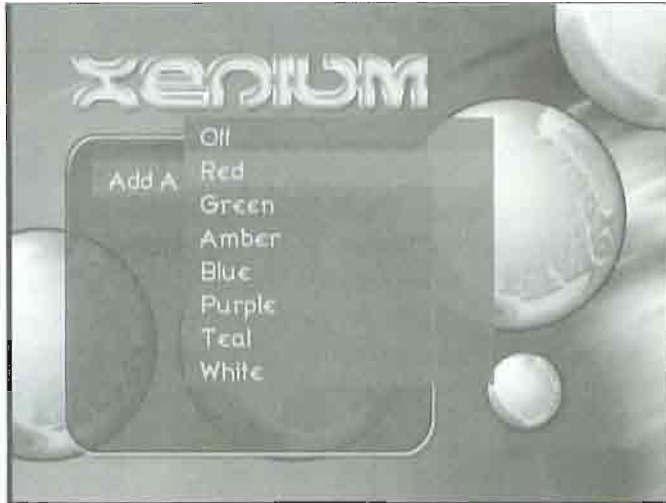 XENIUM
Off
Add A
Red
Green
Amber
Blue
Purple
Teal
White